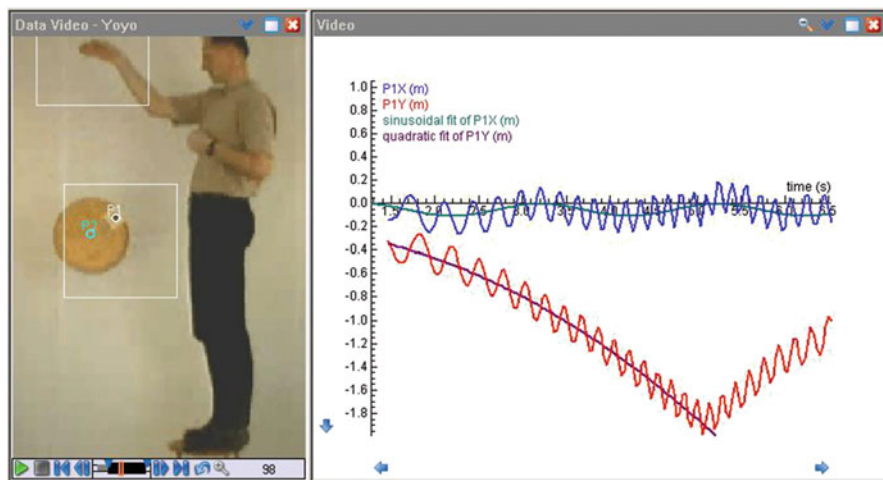 Data Video - Yoyo
P1
P2
98
Video
1.0
0.8
0.6
0.4
0.2
0.0
-0.2
-0.4
-0.6
-0.8
-1.0
-1.2
-1.4
-1.6
-1.8
P1X (m)
P1Y (m)
sinusoidal fit of P1X (m)
quadratic fit of P1Y (m)
time (s)
1.5 2.0 2.5 3.0 3.5 4.0 4.5 5.5 6.5